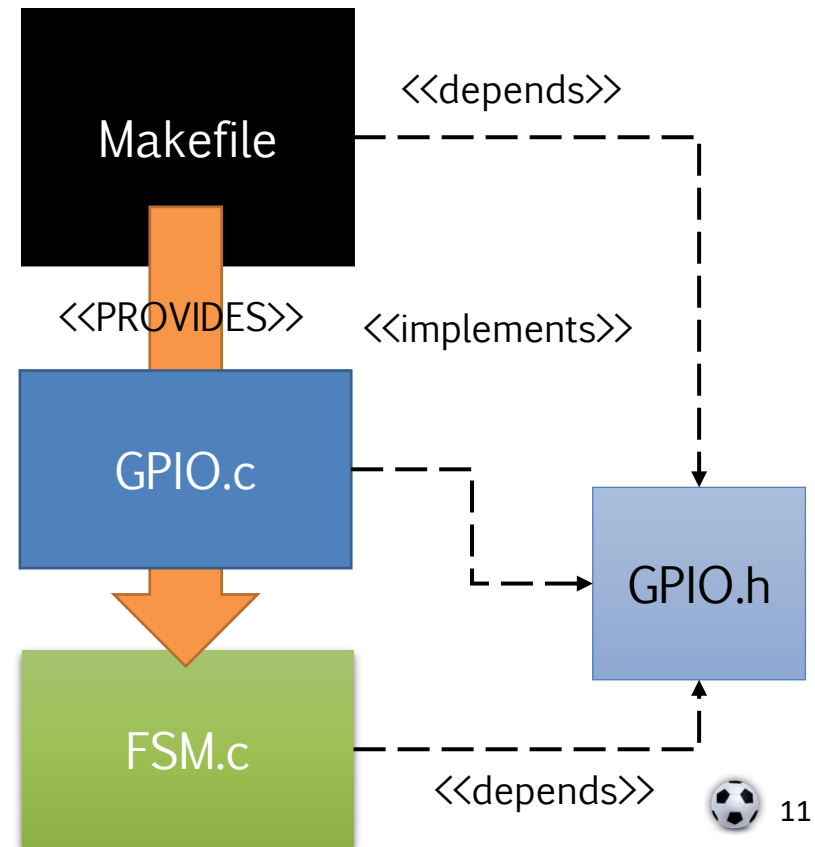 <<depends>>
Makefile
<<PROVIDES>>
<<implements>>
GPIO.c
GPIO.h
FSM.c
<<depends>>
11